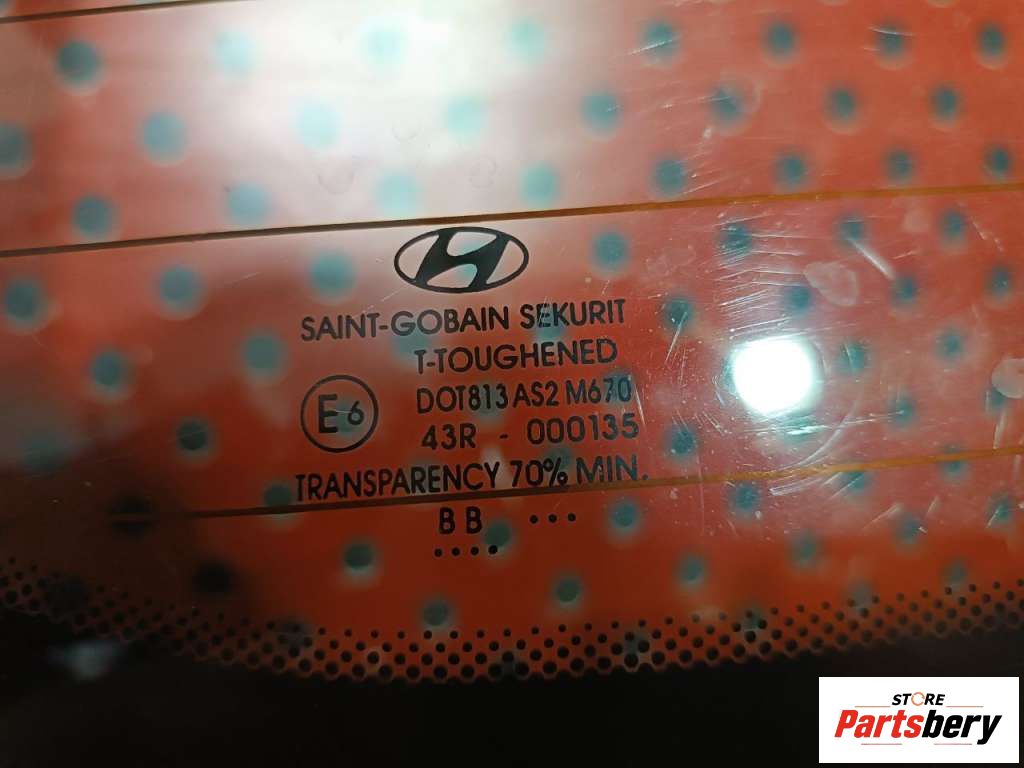 SAINT-GOBAIN SEKURIT
T-TOUGHENED
E6
DOT813 AS2 M670
43R - 000135
TRANSPARENCY 70% MIN.
B B ...
....
STORE
Partsbery